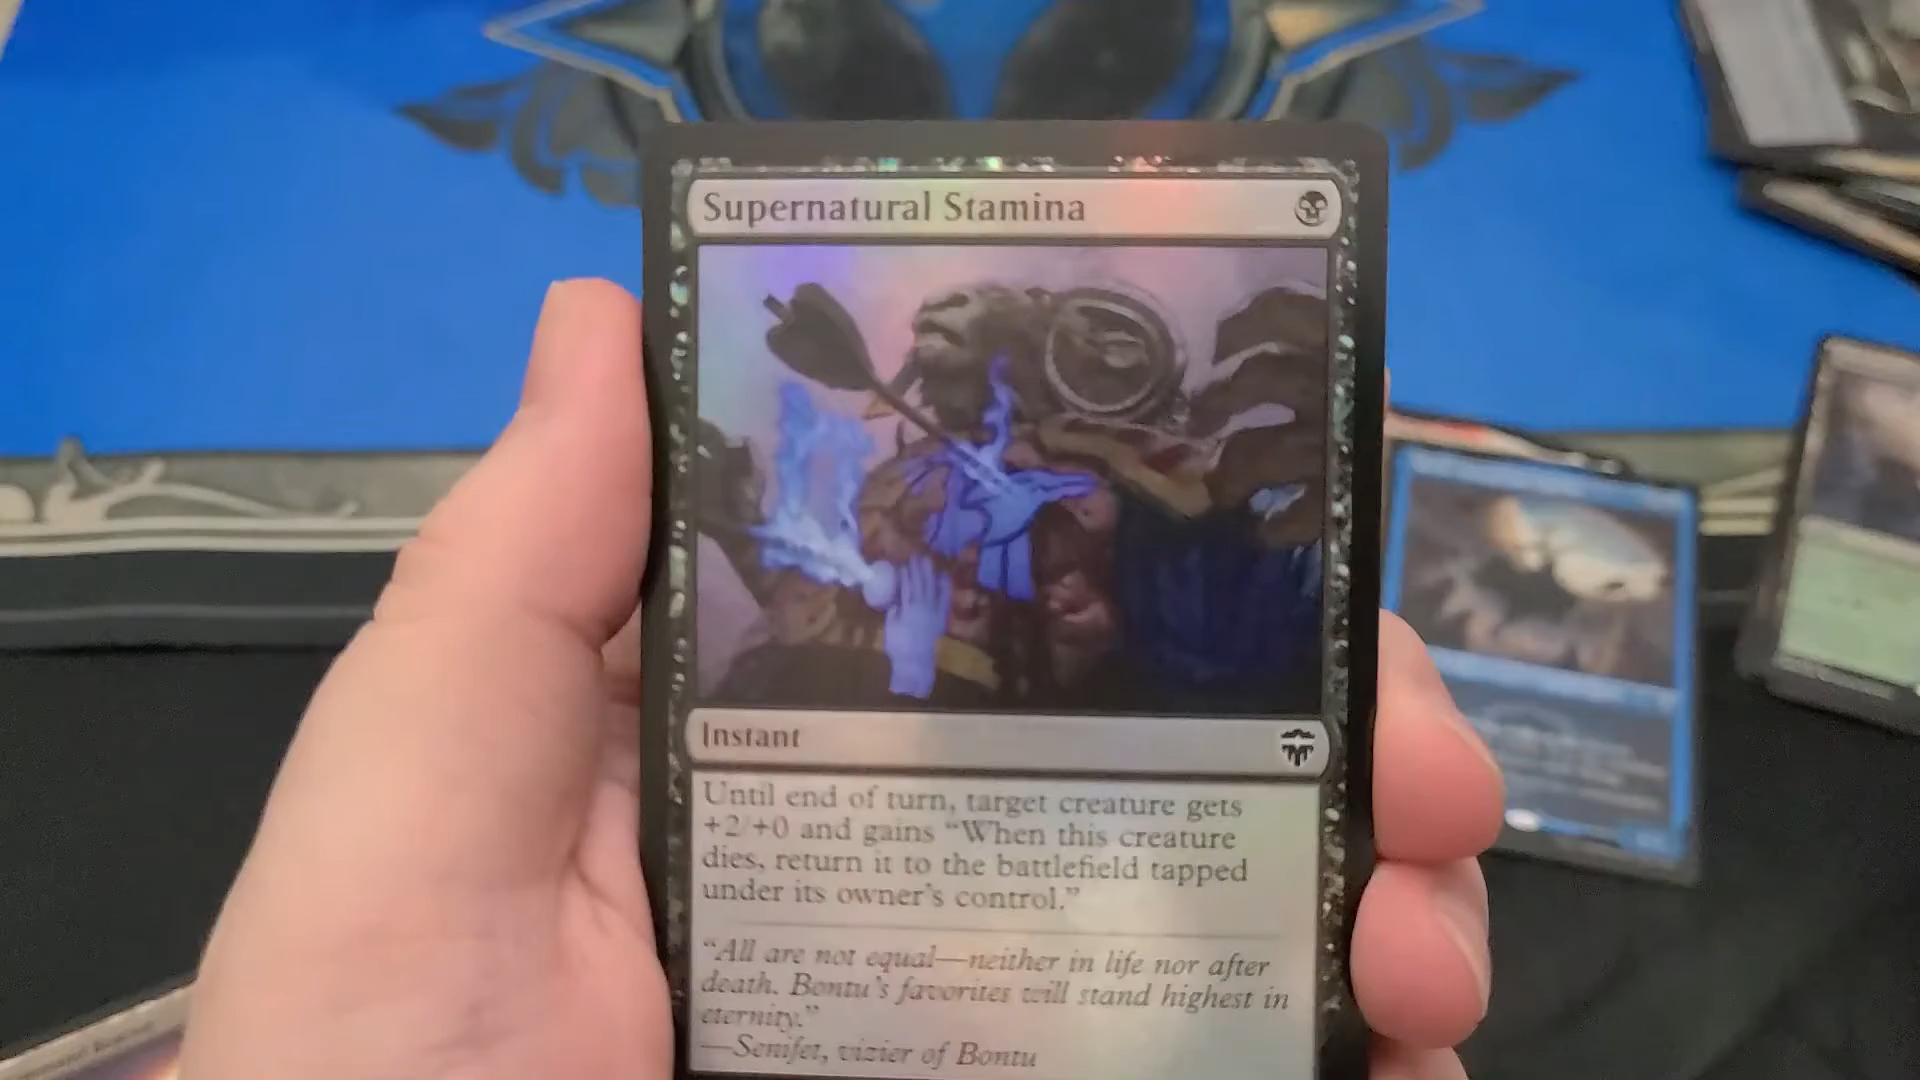 Supernatural Stamina
Instant
Until end of turn, target creature gets
+2/+0 and gains “When this creature
dies, return it to the battlefield tapped
under its owner's control.”
“All are not equal—neither in life nor after
death. Bontu's favorites will stand highest in
eternity.”
—Senifet, vizier of Bontu